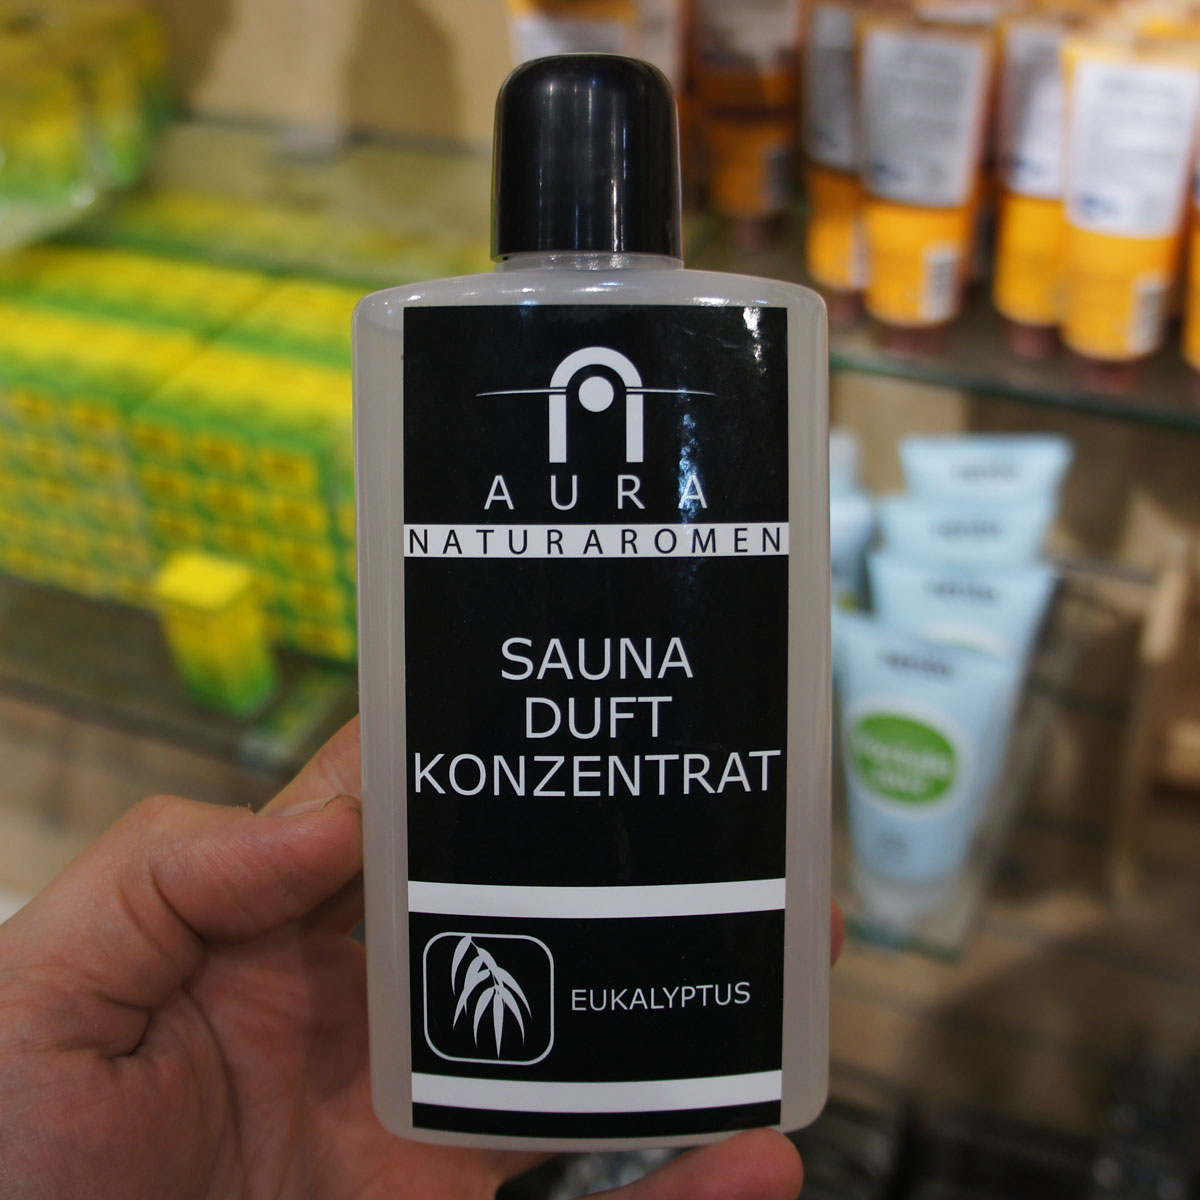 AURA
NATURAROMEN
SAUNA
DUFT
KONZENTRAT
EUKALYPTUS